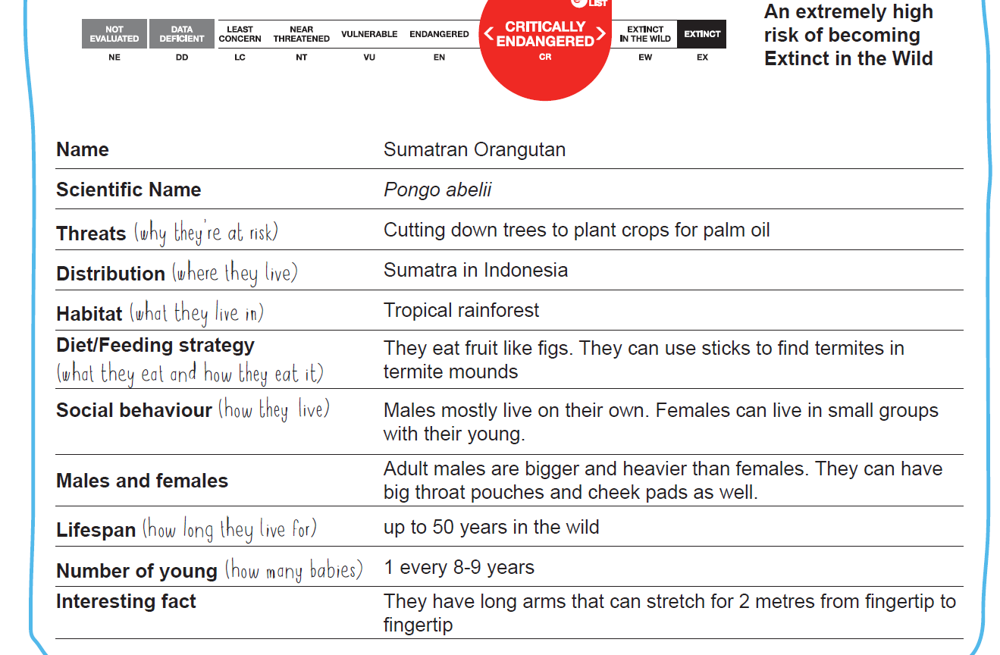 LIST
NOT EVALUATED
DATA DEFICIENT
LEAST CONCERN
NEAR THREATENED
VULNERABLE
ENDANGERED
< CRITICALLY ENDANGERED >
EXTINCT IN THE WILD
EXTINCT
NE
DD
LC
NT
VU
EN
CR
EW
EX
An extremely high
risk of becoming
Extinct in the Wild
Name
Sumatran Orangutan
Scientific Name
Pongo abelii
Threats (why they're at risk)
Cutting down trees to plant crops for palm oil
Distribution (where they live)
Sumatra in Indonesia
Habitat (what they live in)
Tropical rainforest
Diet/Feeding strategy
(what they eat and how they eat it)
They eat fruit like figs. They can use sticks to find termites in
termite mounds
Social behaviour (how they live)
Males mostly live on their own. Females can live in small groups
with their young.
Males and females
Adult males are bigger and heavier than females. They can have
big throat pouches and cheek pads as well.
Lifespan (how long they live for)
up to 50 years in the wild
Number of young (how many babies)
1 every 8-9 years
Interesting fact
They have long arms that can stretch for 2 metres from fingertip to
fingertip